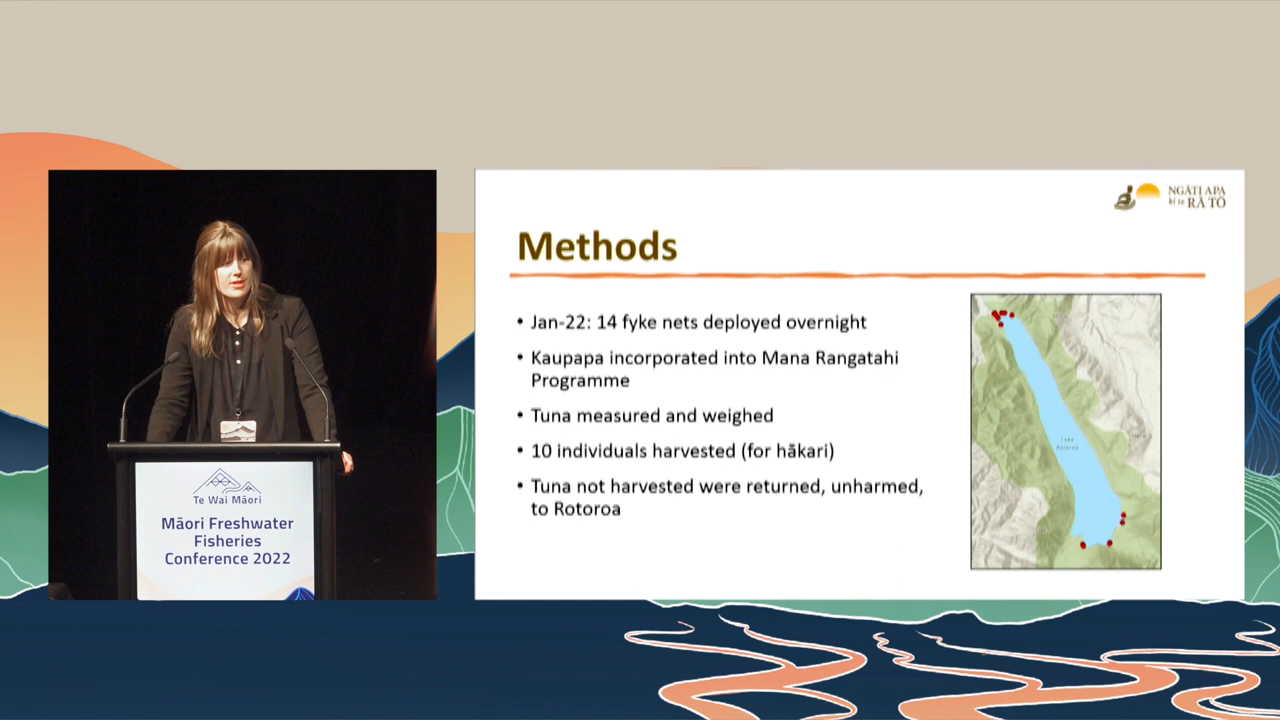 Te Wai Māori
Māori Freshwater
Fisheries
Conference 2022
NGĀTI APA
ki te RĀ TŌ
Methods
• Jan-22: 14 fyke nets deployed overnight
• Kaupapa incorporated into Mana Rangatahi
Programme
• Tuna measured and weighed
• 10 individuals harvested (for hākari)
• Tuna not harvested were returned, unharmed,
to Rotoroa
Lake
Rotoroa